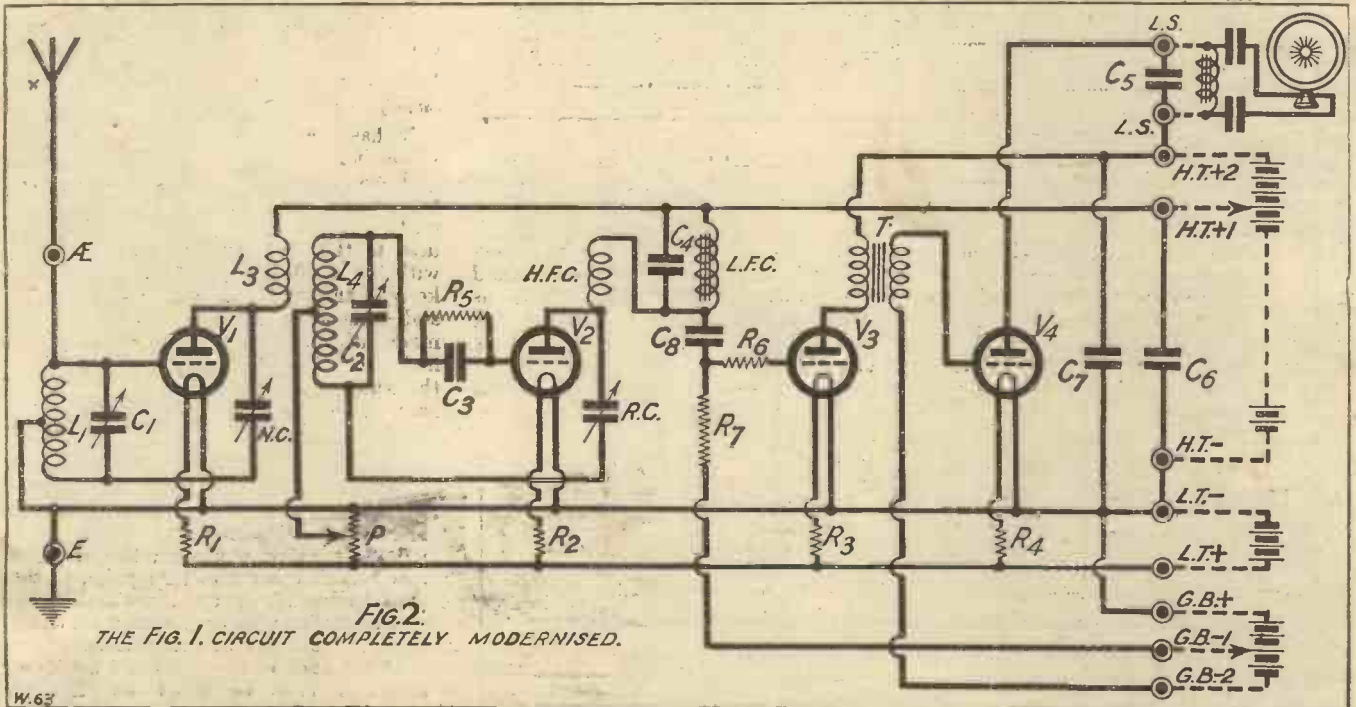 L.S.
C5
L.S.
H.T.+2
H.T.+1
Æ
L3
L4
C2
H.F.C.
C4
L.F.C.
T.
R5
V1
V2
V3
V4
C8
R6
C3
C7
C6
L1
C1
N.C.
R.C.
R7
H.T.-
L.T.-
E
R1
P
R2
R3
R4
L.T.+
G.B.+
G.B.-1
G.B.-2
FIG.2.
THE FIG. 1. CIRCUIT COMPLETELY MODERNISED.
W.63